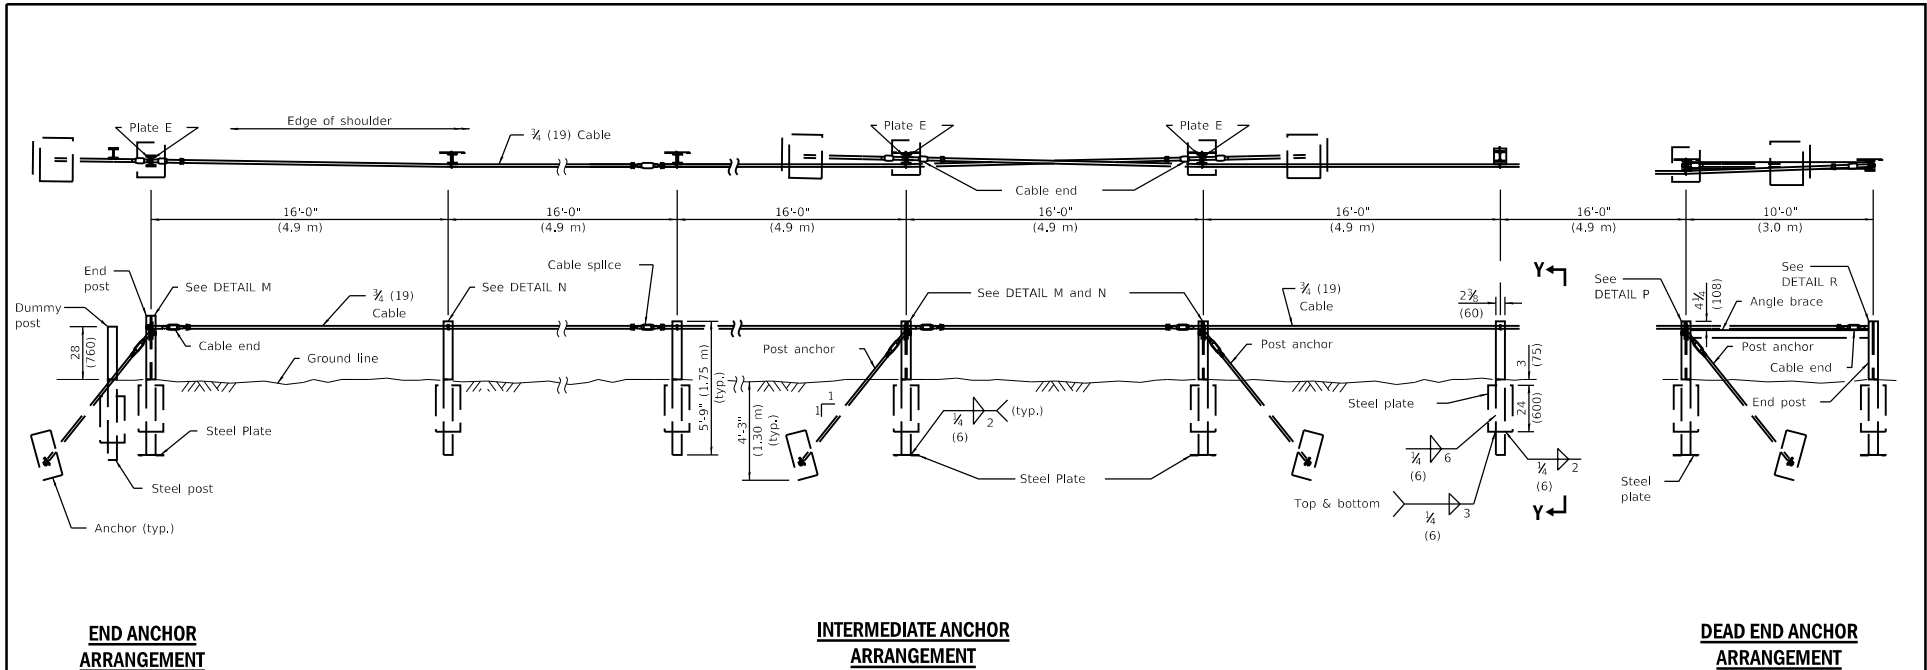 Plate E
Edge of shoulder
¾ (19) Cable
Plate E
Plate E
Cable end
16'-0"
(4.9 m)
16'-0"
(4.9 m)
16'-0"
(4.9 m)
16'-0"
(4.9 m)
16'-0"
(4.9 m)
16'-0"
(4.9 m)
10'-0"
(3.0 m)
End
post
See DETAIL M
Dummy
post
¾ (19)
Cable
See DETAIL N
Cable splice
See DETAIL M and N
¾ (19)
Cable
2⅜
(60)
Y
See
DETAIL P
4¼
(108)
See
DETAIL R
Angle brace
28
(760)
Cable end
Ground line
5'-9" (1.75 m)
(typ.)
Post anchor
Post anchor
3
(75)
Post anchor
Cable end
4'-3"
(1.30 m)
(typ.)
1
1
¼
(6)
2
(typ.)
Steel plate
24
(600)
End post
Steel Plate
Steel post
Anchor (typ.)
Steel Plate
¼
(6)
6
¼
(6)
2
Top & bottom
¼
(6)
3
Y
Steel
plate
END ANCHOR
ARRANGEMENT
INTERMEDIATE ANCHOR
ARRANGEMENT
DEAD END ANCHOR
ARRANGEMENT